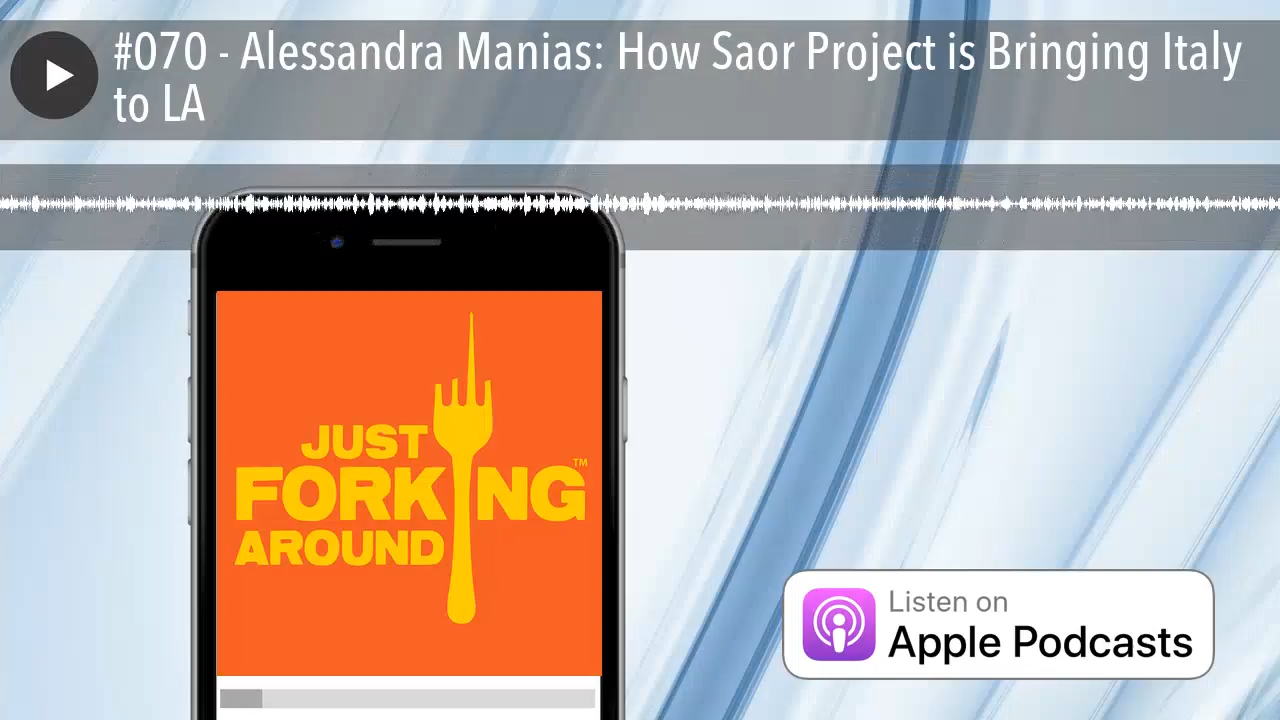 #070 - Alessandra Manias: How Saor Project is Bringing Italy
to LA
JUST
FORKING
™
AROUND
Listen on
Apple Podcasts